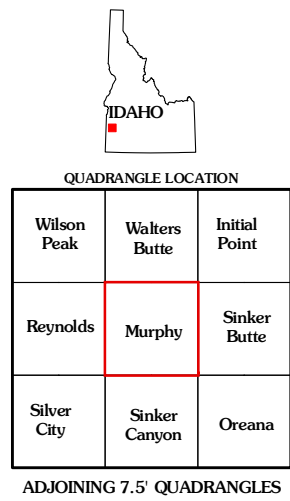 IDAHO
QUADRANGLE LOCATION
Wilson
Peak
Walters
Butte
Initial
Point
Reynolds
Murphy
Sinker
Butte
Silver
City
Sinker
Canyon
Oreana
ADJOINING 7.5' QUADRANGLES